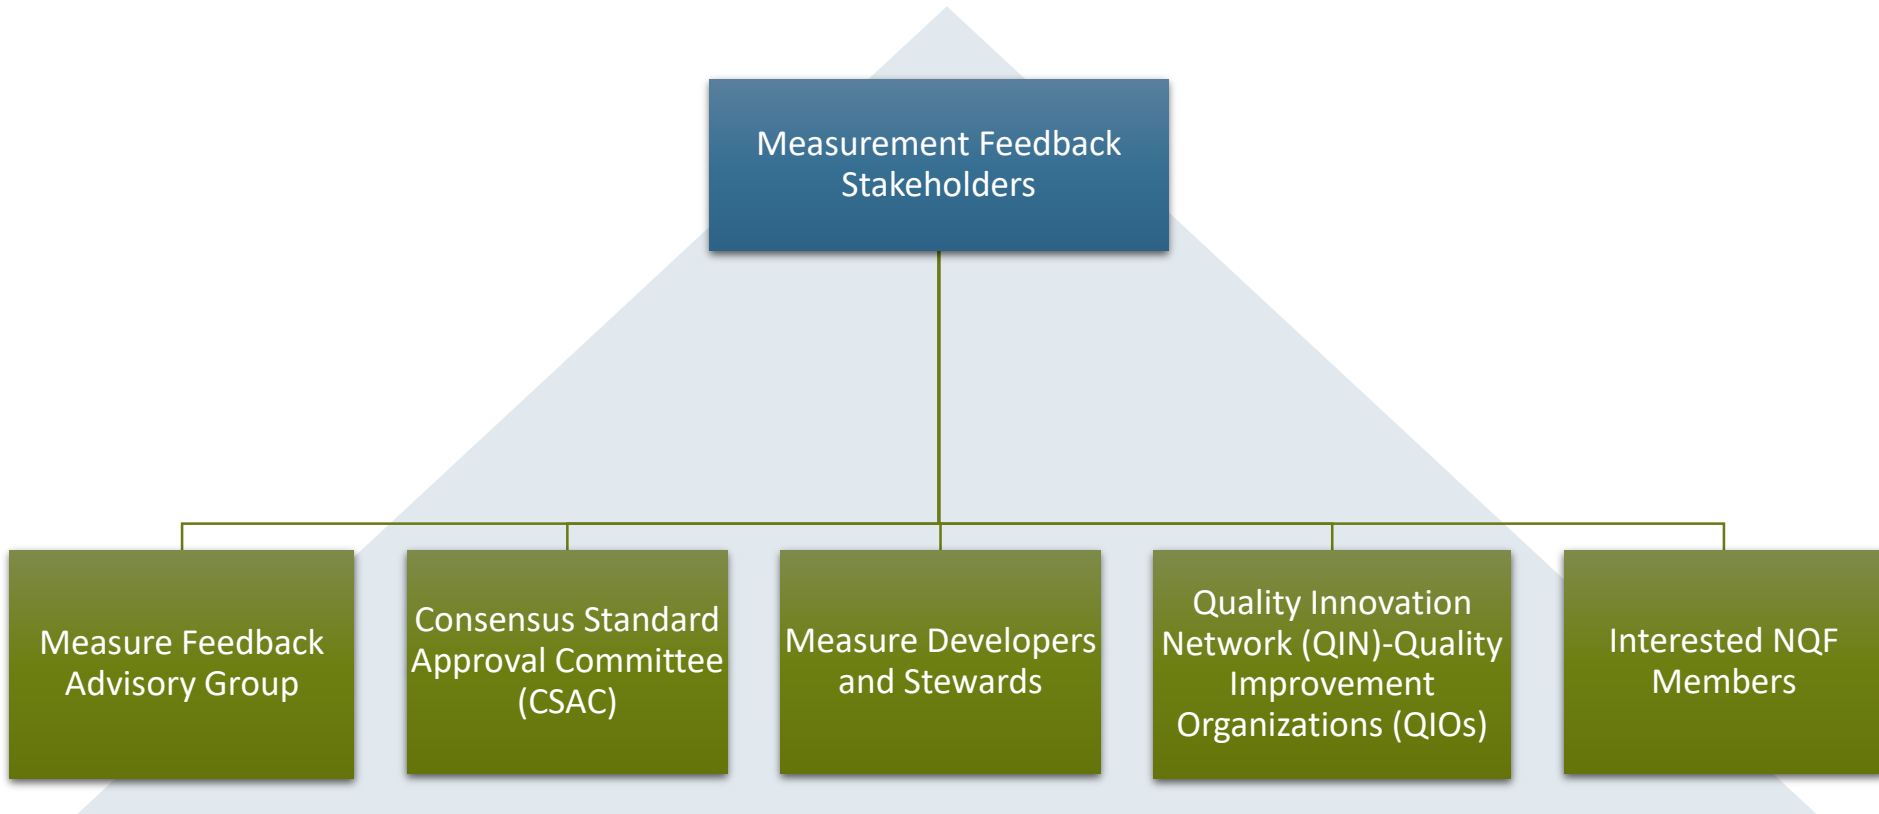 Measurement Feedback
Stakeholders
Measure Feedback
Advisory Group
Consensus Standard
Approval Committee
(CSAC)
Measure Developers
and Stewards
Quality Innovation
Network (QIN)-Quality
Improvement
Organizations (QIOs)
Interested NQF
Members